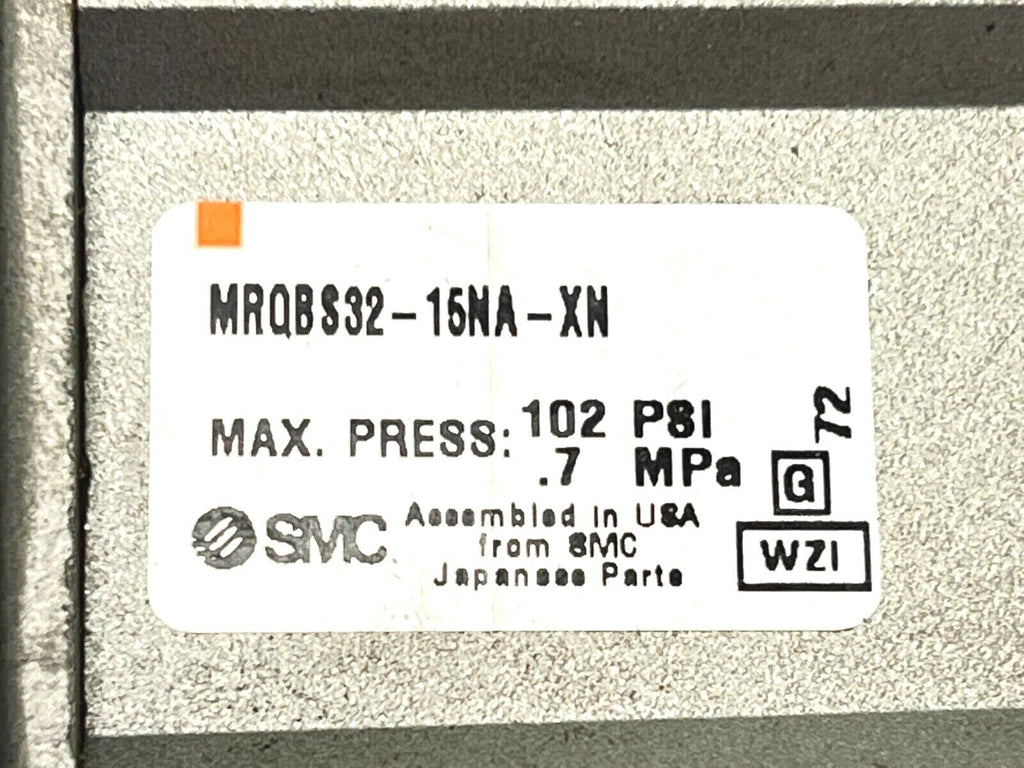 MRQBS32-15NA-XN
MAX. PRESS: 102 PSI
.7 MPa
72
G
WZI
SMC
Assembled in USA
from SMC
Japanese Parts